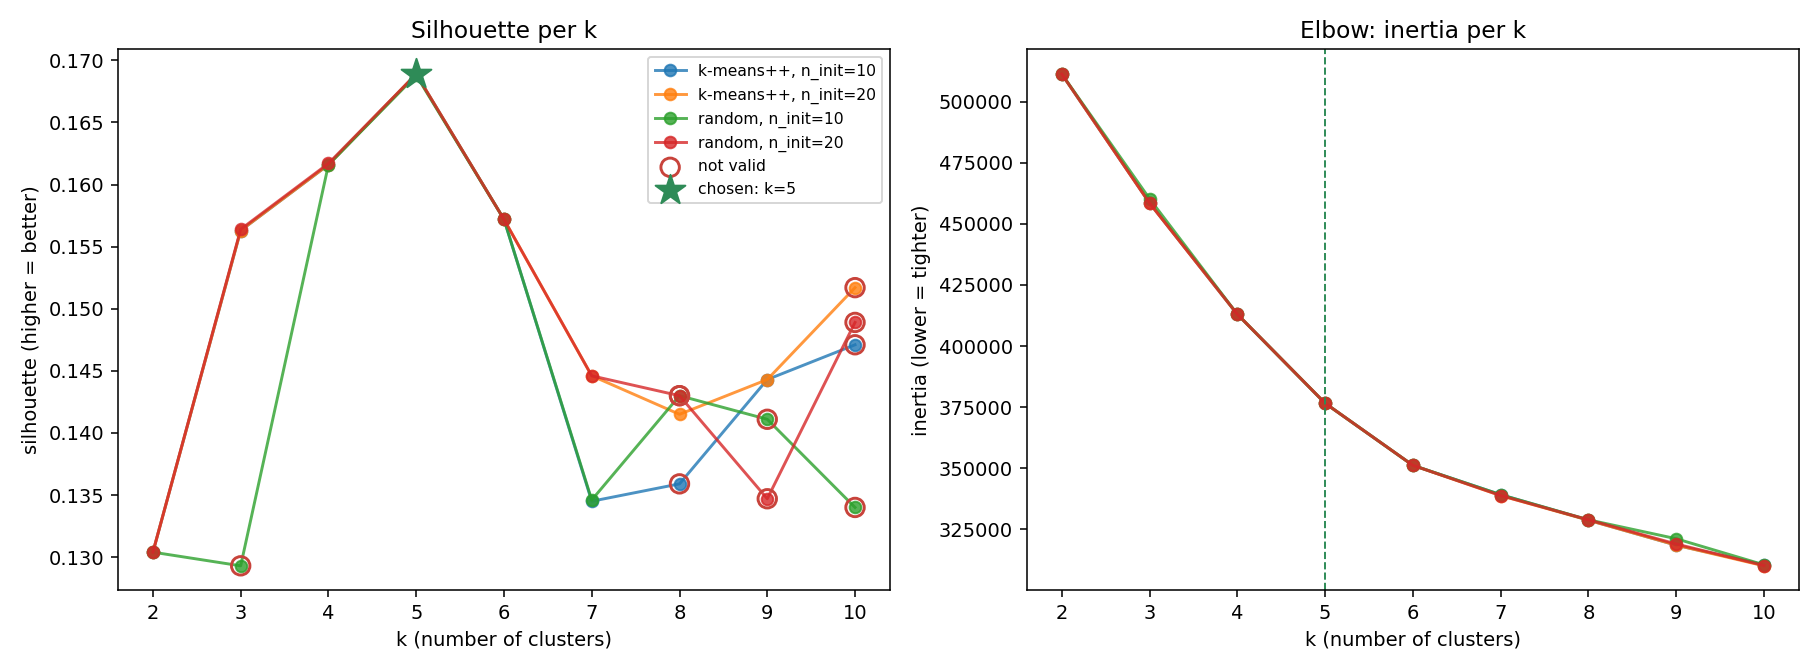 Silhouette per k
silhouette (higher = better)
0.170
0.165
0.160
0.155
0.150
0.145
0.140
0.135
0.130
k-means++, n_init=10
k-means++, n_init=20
random, n_init=10
random, n_init=20
not valid
chosen: k=5
2 3 4 5 6 7 8 9 10
k (number of clusters)
Elbow: inertia per k
inertia (lower = tighter)
500000
475000
450000
425000
400000
375000
350000
325000
2 3 4 5 6 7 8 9 10
k (number of clusters)